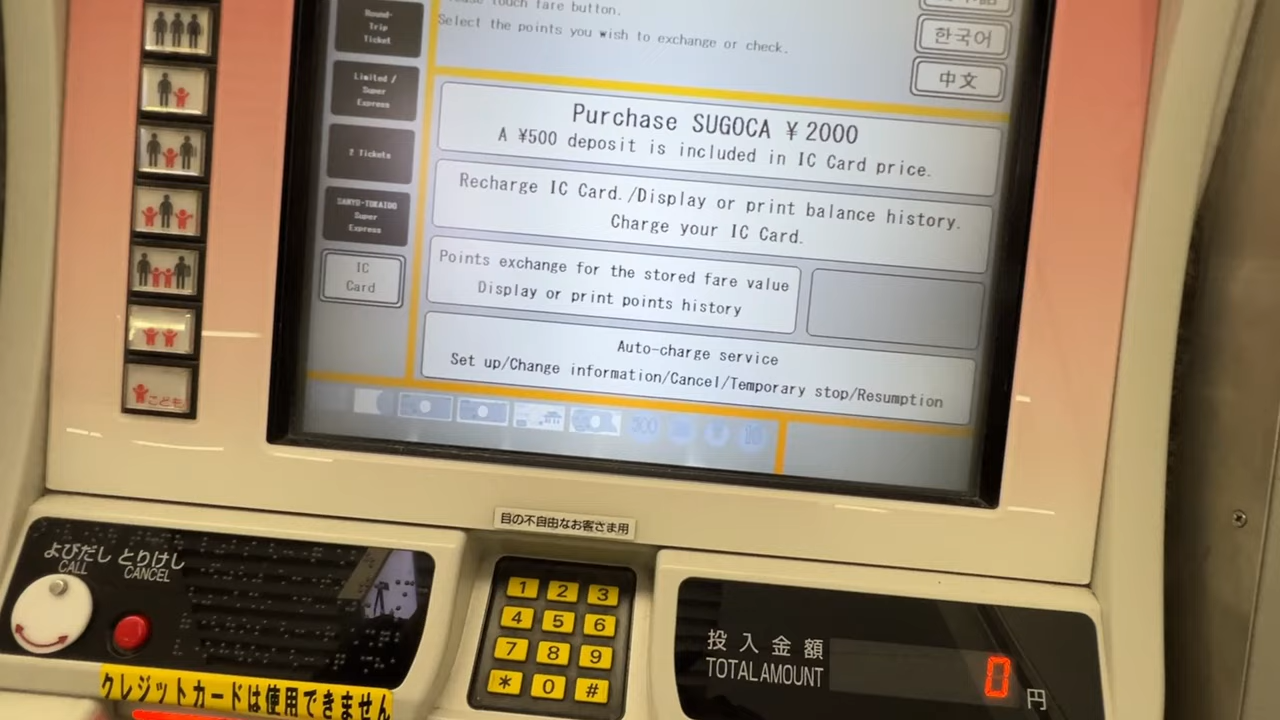 touch fare button.
Select the points you wish to exchange or check.
한국어
中文
Round-
Trip
Ticket
Limited /
Super
Express
2 Tickets
SANYO-TOKAIDO
Super
Express
IC
Card
Purchase SUGOCA ¥2000
A ¥500 deposit is included in IC Card price.
Recharge IC Card./Display or print balance history.
Charge your IC Card.
Points exchange for the stored fare value
Display or print points history
Auto-charge service
Set up/Change information/Cancel/Temporary stop/Resumption
500
10
こども
目の不自由なお客さま用
よびだし とりけし
CALL CANCEL
1 2 3
4 5 6
7 8 9
* 0 #
投入金額
TOTAL AMOUNT
0 円
クレジットカードは使用できません